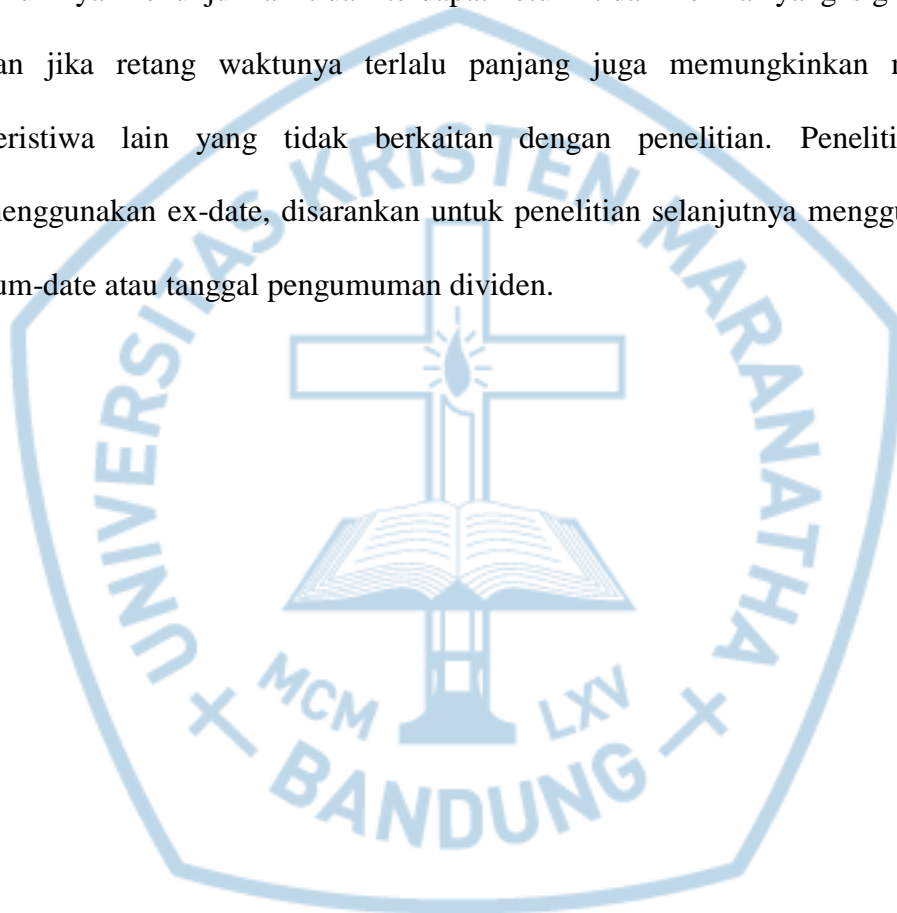 an jika retang waktunya terlalu panjang juga memungkinkan
eristiwa lain yang tidak berkaitan dengan penelitian. Peneliti
enggunakan ex-date, disarankan untuk penelitian selanjutnya menggu
um-date atau tanggal pengumuman dividen.
UNIVERSITAS KRISTEN MARANATHA
MCM LXV
BANDUNG